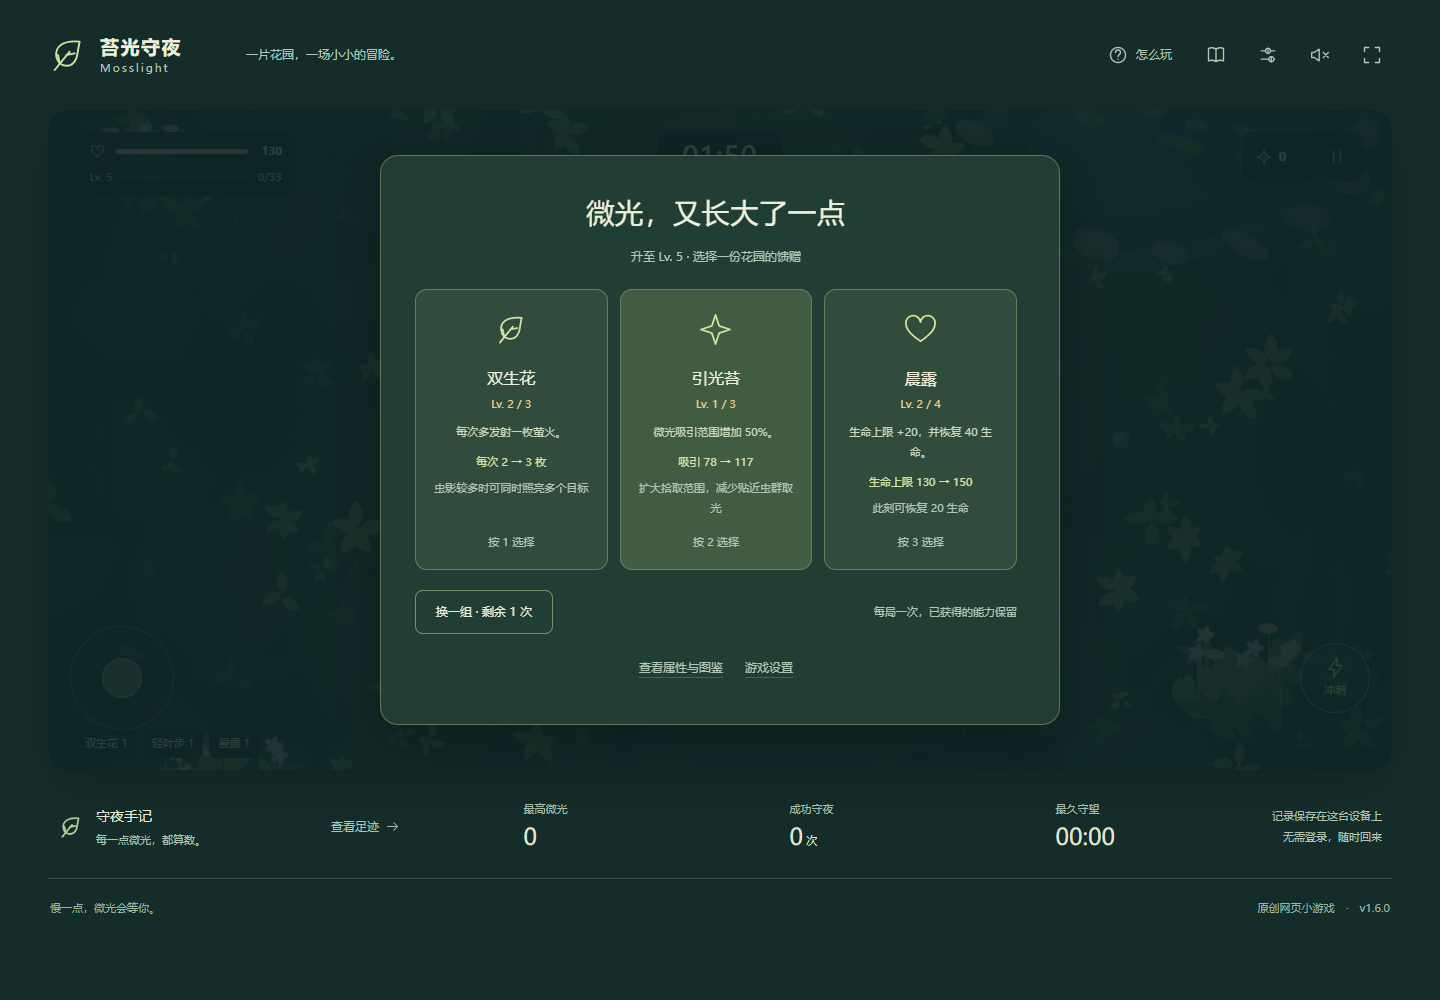 苔光守夜
Mosslight
一片花园，一场小小的冒险。
怎么玩
130
Lv. 5
0/33
01:50
0
微光，又长大了一点
升至 Lv. 5 · 选择一份花园的馈赠
双生花
Lv. 2 / 3
每次多发射一枚萤火。
每次 2 → 3 枚
虫影较多时可同时照亮多个目标
按 1 选择
引光苔
Lv. 1 / 3
微光吸引范围增加 50%。
吸引 78 → 117
扩大拾取范围，减少贴近虫群取
光
按 2 选择
晨露
Lv. 2 / 4
生命上限 +20，并恢复 40 生
命。
生命上限 130 → 150
此刻可恢复 20 生命
按 3 选择
换一组 · 剩余 1 次
每局一次，已获得的能力保留
查看属性与图鉴
游戏设置
冲刺
双生花 1
轻叶步 1
晨露 1
守夜手记
每一点微光，都算数。
查看足迹 →
最高微光
0
成功守夜
0 次
最久守望
00:00
记录保存在这台设备上
无需登录，随时回来
慢一点，微光会等你。
原创网页小游戏 · v1.6.0